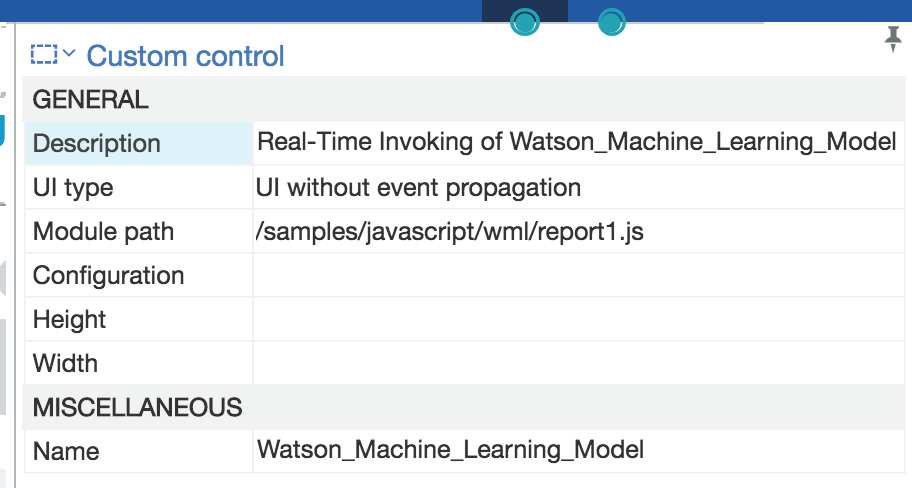 Custom control
GENERAL
Description Real-Time Invoking of Watson_Machine_Learning_Model
UI type UI without event propagation
Module path /samples/javascript/wml/report1.js
Configuration
Height
Width
MISCELLANEOUS
Name Watson_Machine_Learning_Model